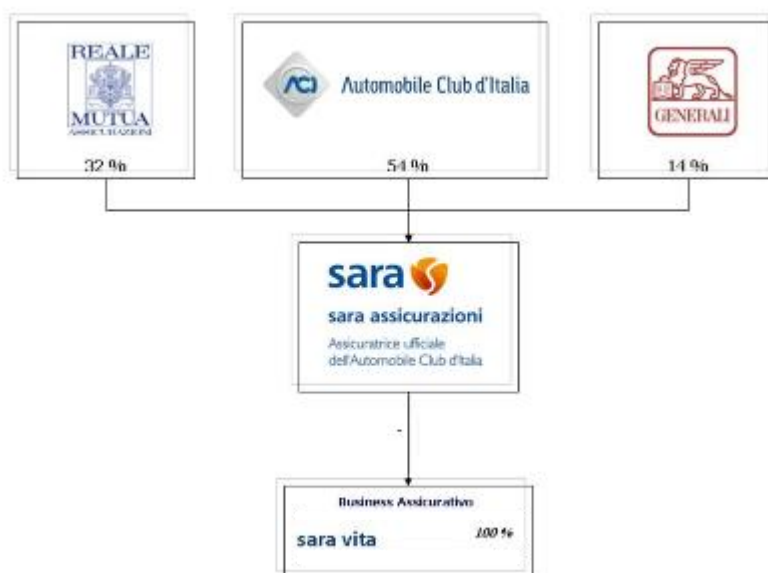 REALE
MUTUA
ASSICURAZIONI
32 %
ACI Automobile Club d'Italia
54 %
GENERALI
14 %
sara
sara assicurazioni
Assicuratrice ufficiale
dell'Automobile Club d'Italia
-
Business Assicurativo
sara vita 100 %